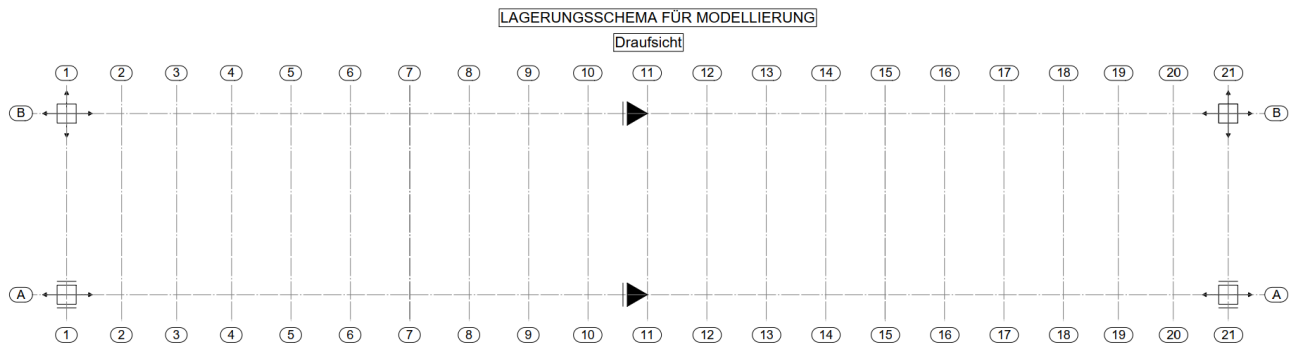 LAGERUNGSSCHEMA FÜR MODELLIERUNG
Draufsicht
1 2 3 4 5 6 7 8 9 10 11 12 13 14 15 16 17 18 19 20 21
B B
A A
1 2 3 4 5 6 7 8 9 10 11 12 13 14 15 16 17 18 19 20 21